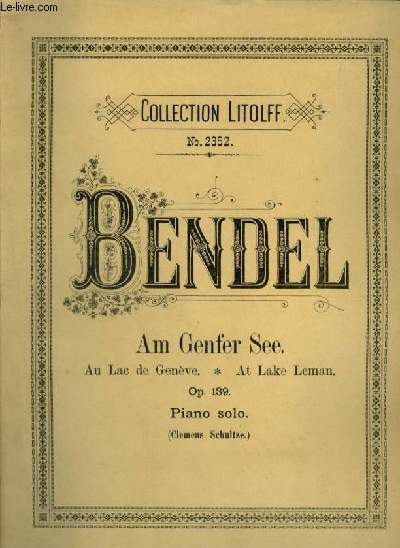 Le-livre.com
COLLECTION LITOLFF.
No. 2352.
BENDEL
Am Genfer See.
Au Lac de Genève. * At Lake Leman.
Op. 139.
Piano solo.
(Clemens Schultze.)